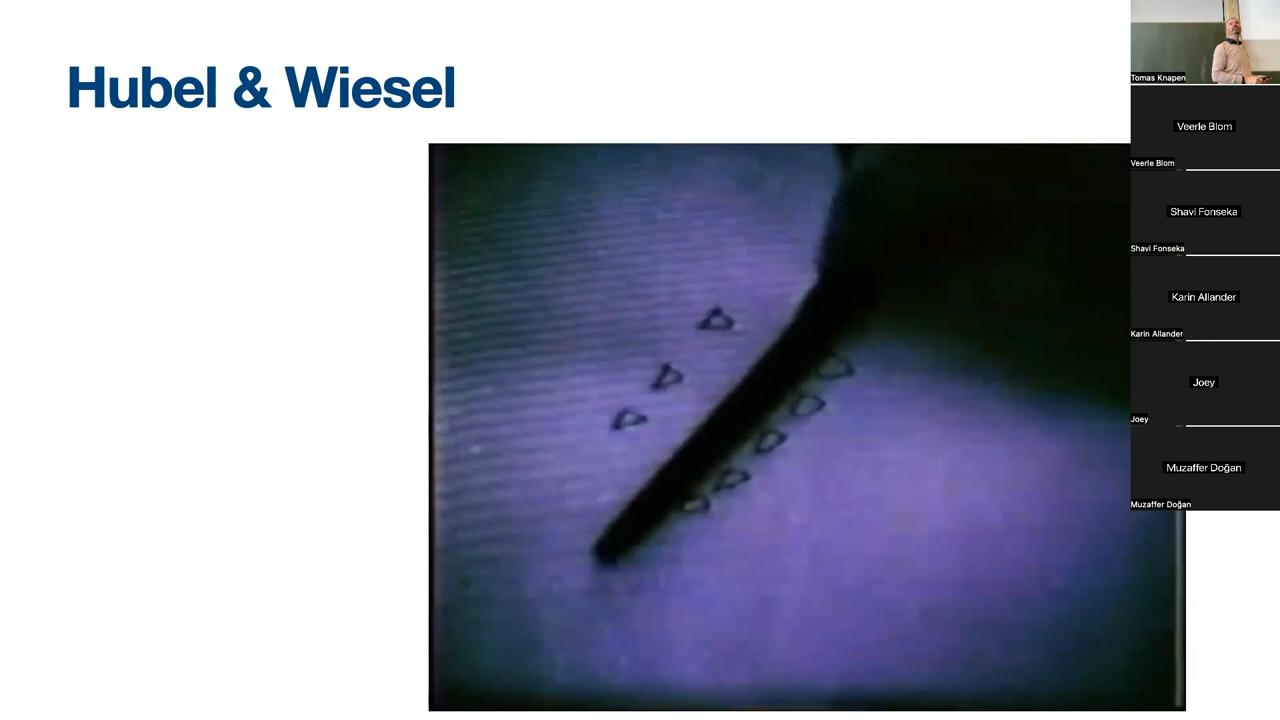 Hubel & Wiesel
Tomas Knapen
Veerle Blom
Veerle Blom
Shavi Fonseka
Shavi Fonseka
Karin Allander
Karin Allander
Joey
Joey
Muzaffer Doğan
Muzaffer Doğan